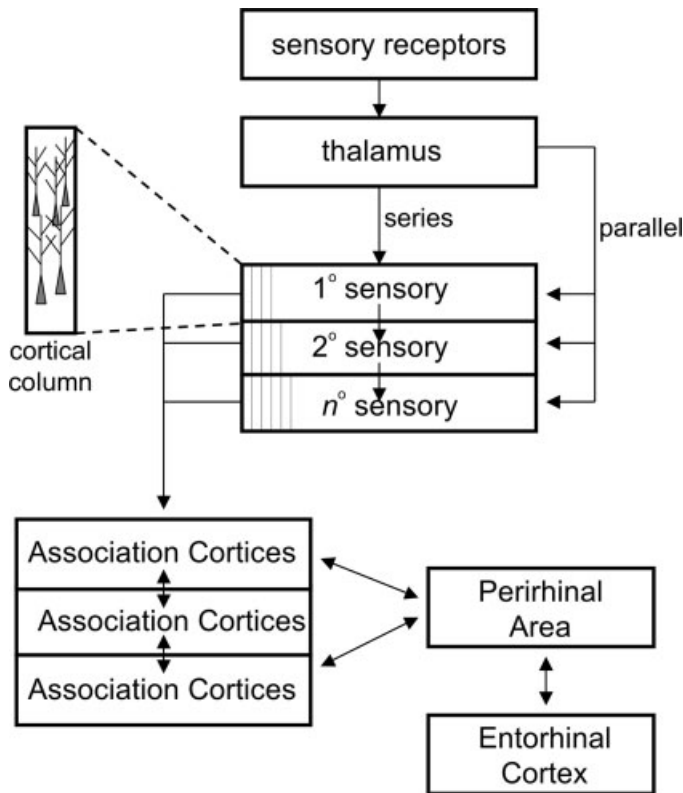 sensory receptors
thalamus
series
parallel
1° sensory
2° sensory
n° sensory
cortical
column
Association Cortices
Association Cortices
Association Cortices
Perirhinal
Area
Entorhinal
Cortex